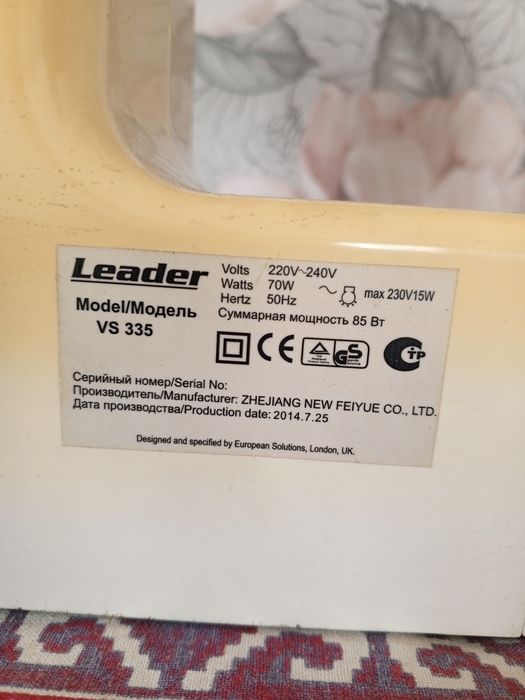 Leader
Model/Модель
VS 335
Volts 220V~240V
Watts 70W
Hertz 50Hz
~ max 230V15W
Суммарная мощность 85 Вт
CE
GS
CTP
Серийный номер/Serial No:
Производитель/Manufacturer: ZHEJIANG NEW FEIYUE CO., LTD.
Дата производства/Production date: 2014.7.25
Designed and specified by European Solutions, London, UK.